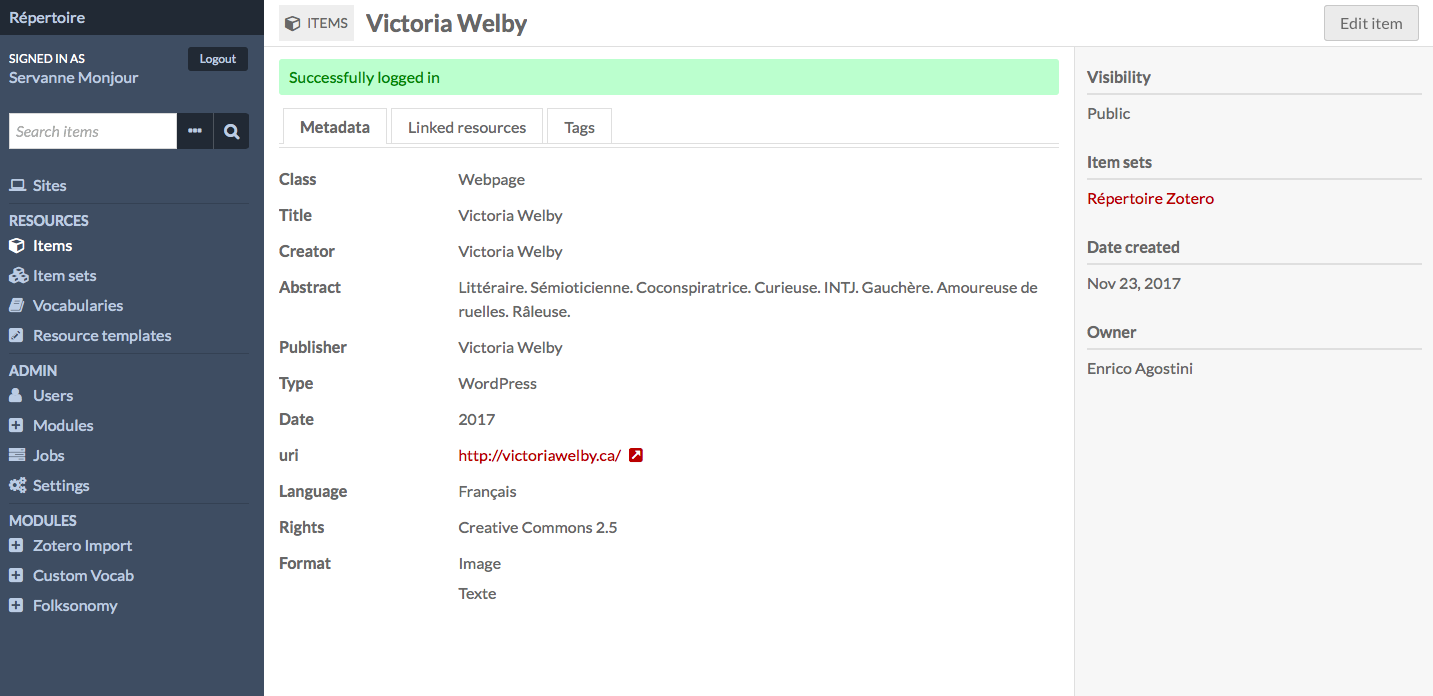 Répertoire
SIGNED IN AS
Servanne Monjour
Logout
Search items
Sites
RESOURCES
Items
Item sets
Vocabularies
Resource templates
ADMIN
Users
Modules
Jobs
Settings
MODULES
Zotero Import
Custom Vocab
Folksonomy
ITEMS
Victoria Welby
Edit item
Successfully logged in
Metadata
Linked resources
Tags
Class
Webpage
Title
Victoria Welby
Creator
Victoria Welby
Abstract
Littéraire. Sémioticienne. Coconspiratrice. Curieuse. INTJ. Gauchère. Amoureuse de
ruelles. Râleuse.
Publisher
Victoria Welby
Type
WordPress
Date
2017
uri
http://victoriawelby.ca/
Language
Français
Rights
Creative Commons 2.5
Format
Image
Texte
Visibility
Public
Item sets
Répertoire Zotero
Date created
Nov 23, 2017
Owner
Enrico Agostini